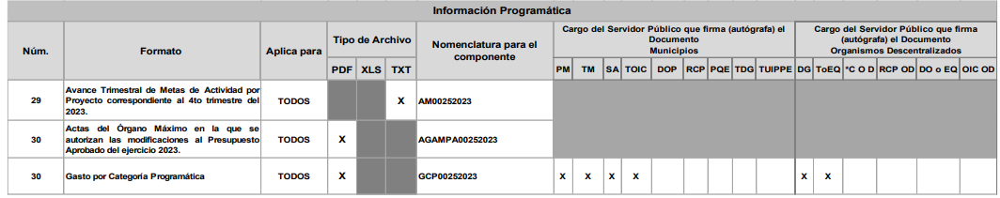 Información Programática
Núm.
Formato
Aplica para
Tipo de Archivo
PDF XLS TXT
Nomenclatura para el
componente
Cargo del Servidor Público que firma (autógrafa) el
Documento
Municipios
PM TM SA TOIC DOP RCP PQE TDG TUIPPE
Cargo del Servidor Público que firma
(autógrafa) el Documento
Organismos Descentralizados
DG ToEQ *C O D RCP OD DO o EQ OIC OD
29
Avance Trimestral de Metas de Actividad por
Proyecto correspondiente al 4to trimestre del
2023.
TODOS
X
AM00252023
30
Actas del Órgano Máximo en la que se
autorizan las modificaciones al Presupuesto
Aprobado del ejercicio 2023.
TODOS
X
AGAMPA00252023
30
Gasto por Categoría Programática
TODOS
X
GCP00252023
X X X X X X